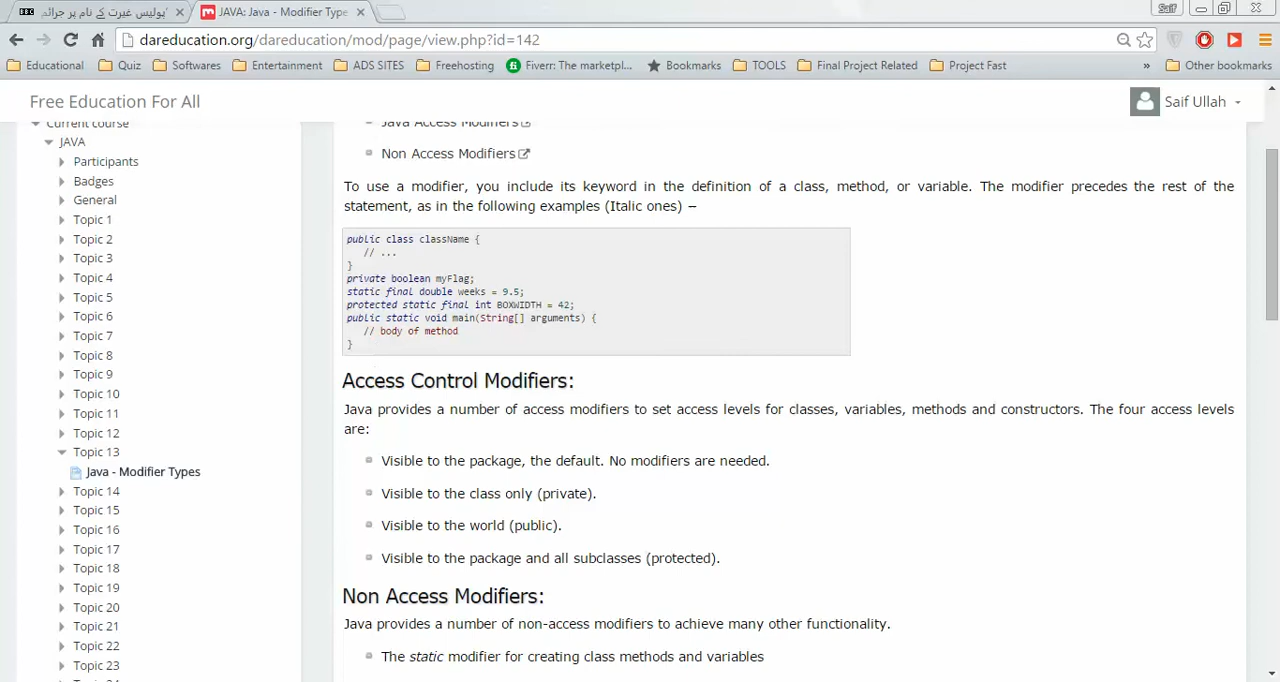 BBC 'پولیس غیرت کے نام پر جرائم
JAVA: Java - Modifier Types
Saif
dareducation.org/dareducation/mod/page/view.php?id=142
Educational Quiz Softwares Entertainment ADS SITES Freehosting Fiverr: The marketpl... Bookmarks TOOLS Final Project Related Project Fast » Other bookmarks
Free Education For All
Saif Ullah
Current course
JAVA
Participants
Badges
General
Topic 1
Topic 2
Topic 3
Topic 4
Topic 5
Topic 6
Topic 7
Topic 8
Topic 9
Topic 10
Topic 11
Topic 12
Topic 13
Java - Modifier Types
Topic 14
Topic 15
Topic 16
Topic 17
Topic 18
Topic 19
Topic 20
Topic 21
Topic 22
Topic 23
Java Access Modifiers
Non Access Modifiers
To use a modifier, you include its keyword in the definition of a class, method, or variable. The modifier precedes the rest of the
statement, as in the following examples (Italic ones) –
public class className {
// ...
}
private boolean myFlag;
static final double weeks = 9.5;
protected static final int BOXWIDTH = 42;
public static void main(String[] arguments) {
// body of method
}
Access Control Modifiers:
Java provides a number of access modifiers to set access levels for classes, variables, methods and constructors. The four access levels
are:
Visible to the package, the default. No modifiers are needed.
Visible to the class only (private).
Visible to the world (public).
Visible to the package and all subclasses (protected).
Non Access Modifiers:
Java provides a number of non-access modifiers to achieve many other functionality.
The static modifier for creating class methods and variables